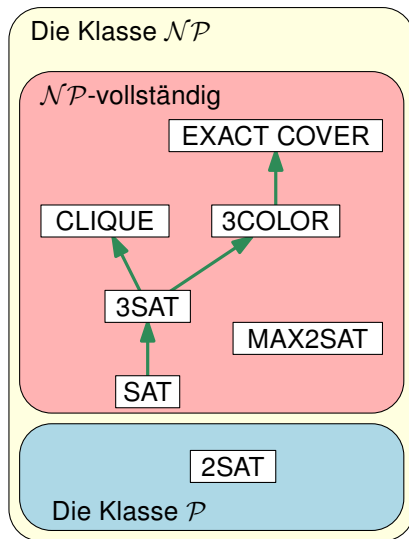 Die Klasse 𝒩𝒫
𝒩𝒫-vollständig
EXACT COVER
CLIQUE
3COLOR
3SAT
MAX2SAT
SAT
2SAT
Die Klasse 𝒫